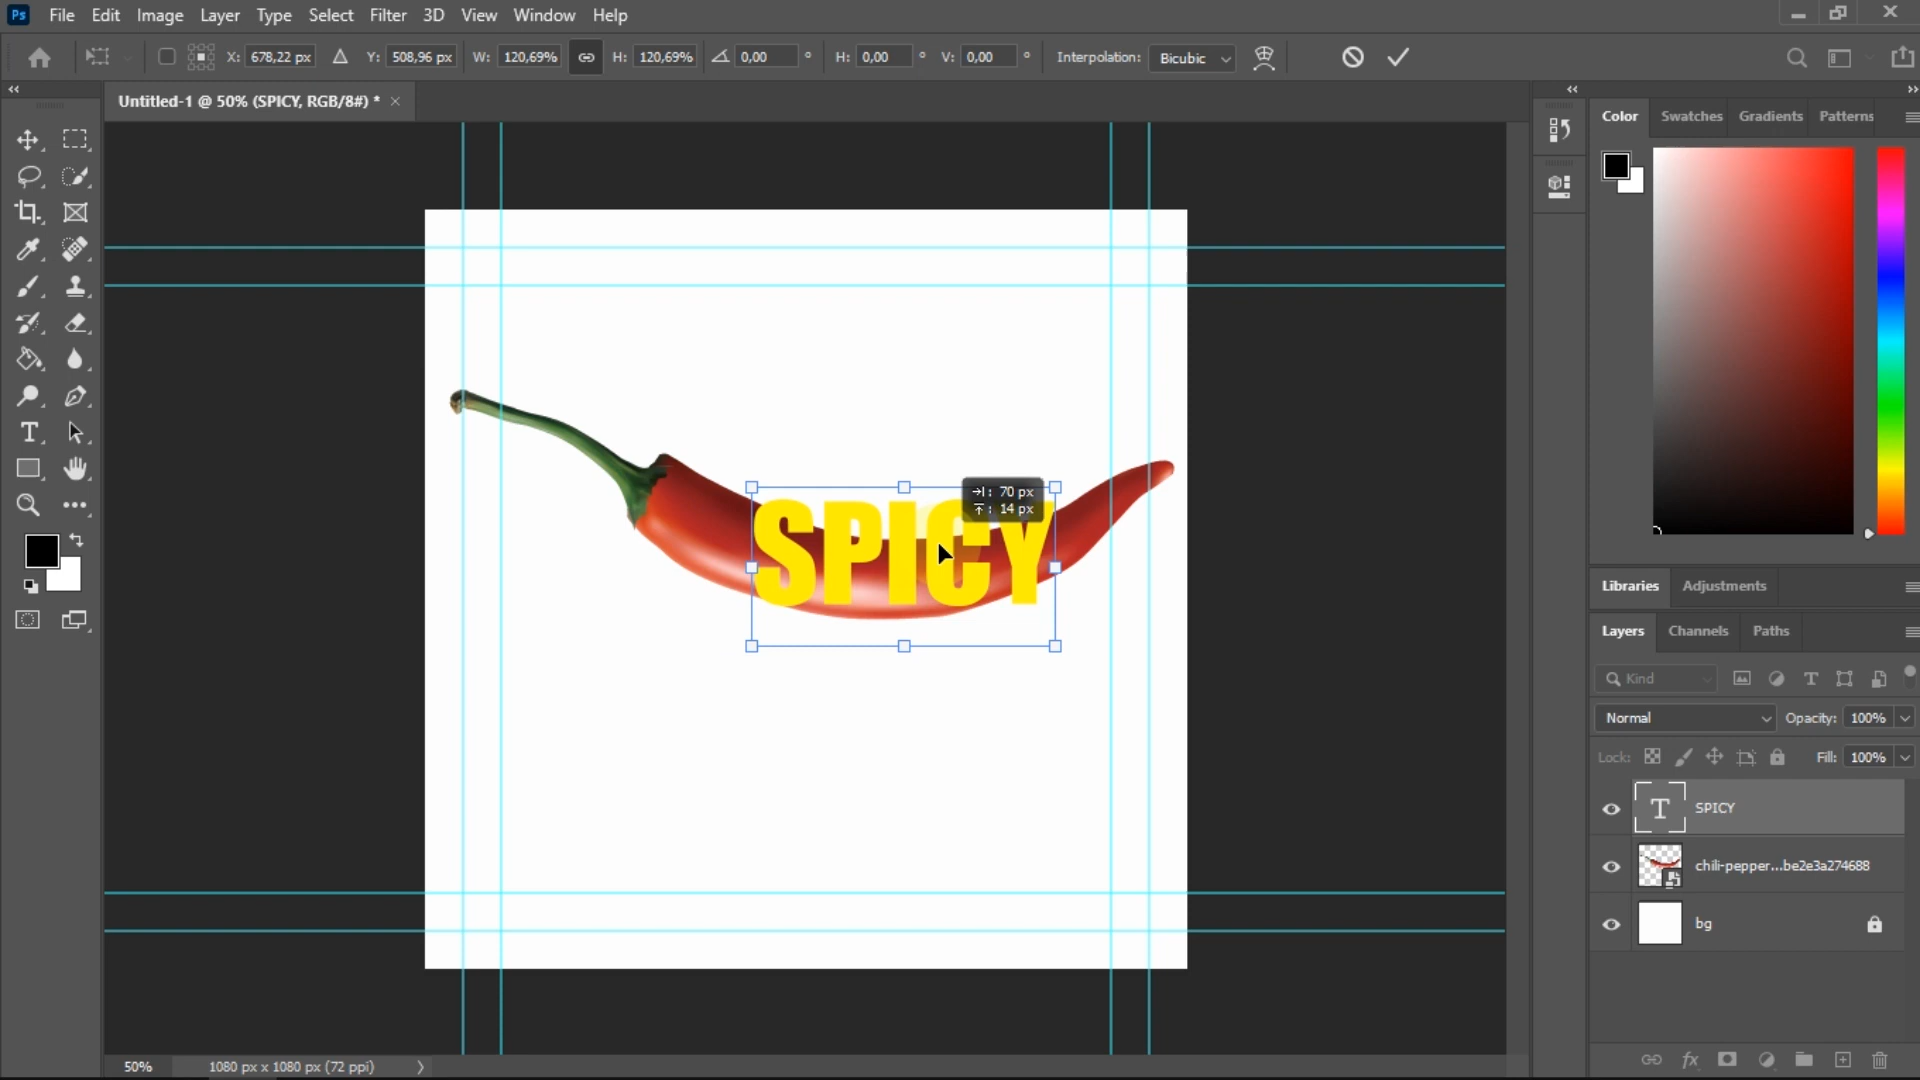 Ps File Edit Image Layer Type Select Filter 3D View Window Help
X: 678,22 px Y: 508,96 px W: 120,69% H: 120,69% 0,00 ° H: 0,00 ° V: 0,00 ° Interpolation: Bicubic
Untitled-1 @ 50% (SPICY, RGB/8#) * ×
Color Swatches Gradients Patterns
: 70 px
: 14 px
SPICY
Libraries Adjustments
Layers Channels Paths
Kind
Normal Opacity: 100%
Lock: Fill: 100%
T SPICY
chili-pepper...be2e3a274688
bg
fx
50% 1080 px x 1080 px (72 ppi)